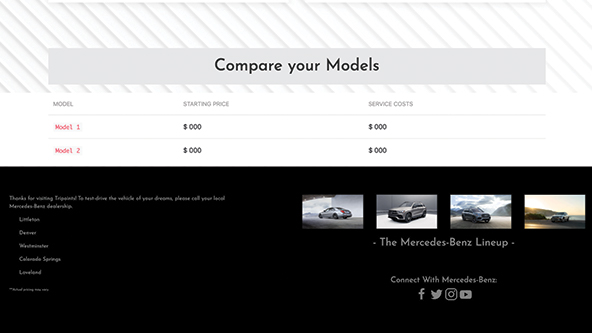 Compare your Models
MODEL STARTING PRICE SERVICE COSTS
Model 1 $ 000 $ 000
Model 2 $ 000 $ 000
Thanks for visiting Tripoints! To test-drive the vehicle of your dreams, please call your local
Mercedes-Benz dealership.
Littleton
Denver
Westminster
Colorado Springs
Loveland
**Actual pricing may vary
- The Mercedes-Benz Lineup -
Connect With Mercedes-Benz: